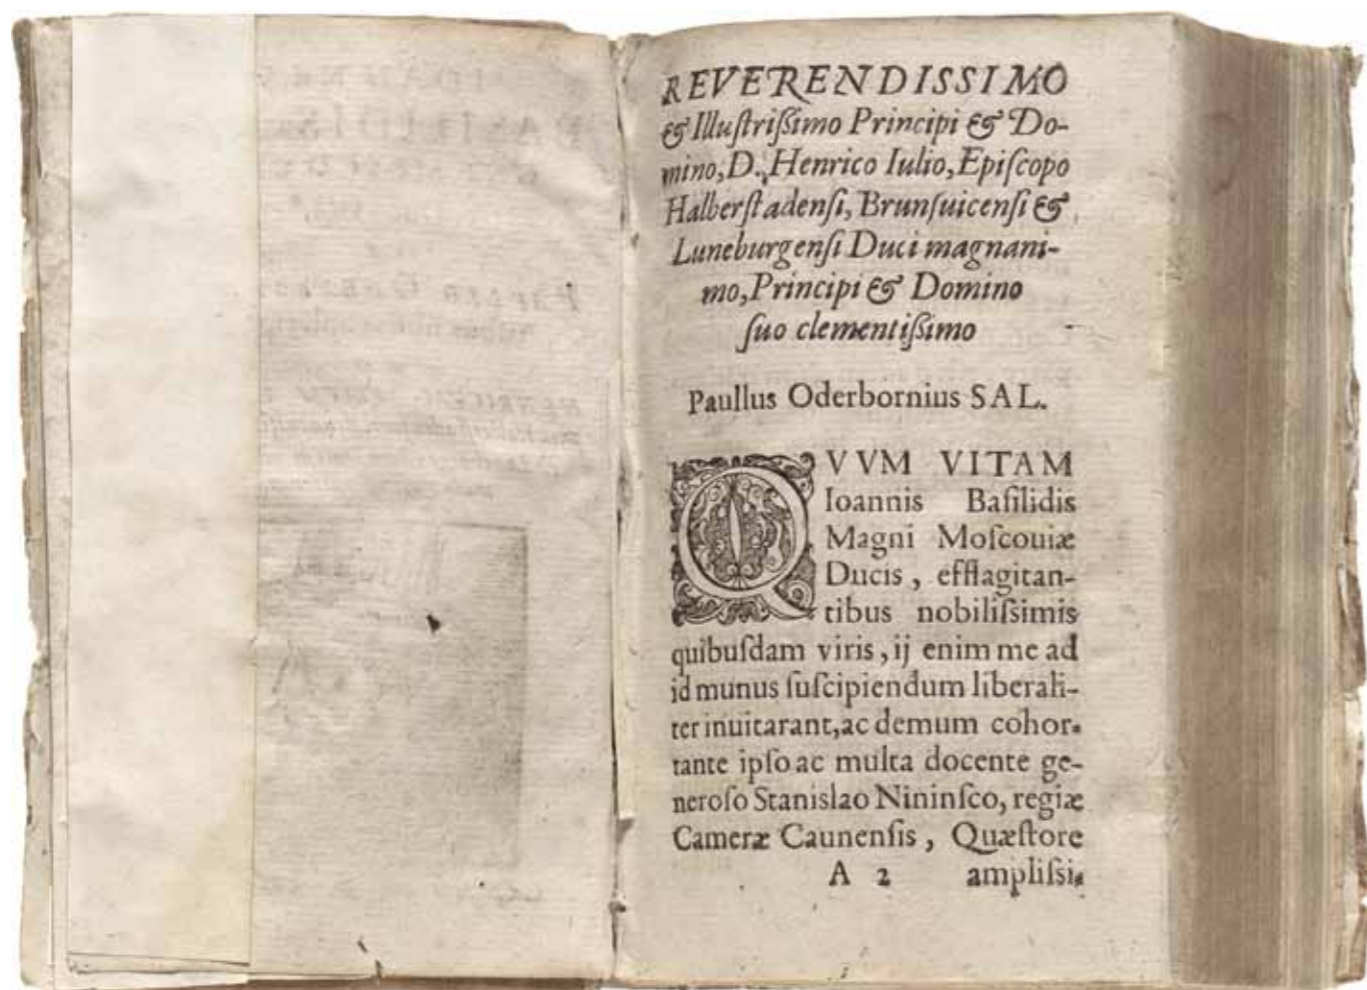 REVERENDISSIMO
& Illuſtriſſimo Principi & Do-
mino, D., Henrico Iulio, Epiſcopo
Halberſtadenſi, Brunſuicenſi &
Luneburgenſi Duci magnani-
mo, Principi & Domino
ſuo clementiſſimo
Paullus Oderbornius SAL.
QVVM VITAM
Ioannis Baſilidis
Magni Moſcouiæ
Ducis, efflagitan-
tibus nobiliſsimis
quibuſdam viris, ij enim me ad
id munus ſuſcipiendum liberali-
ter inuitarant, ac demum cohor-
tante ipſo ac multa docente ge-
neroſo Stanislao Nininſco, regiæ
Cameræ Caunenſis, Quæſtore
A 2 ampliſsi-